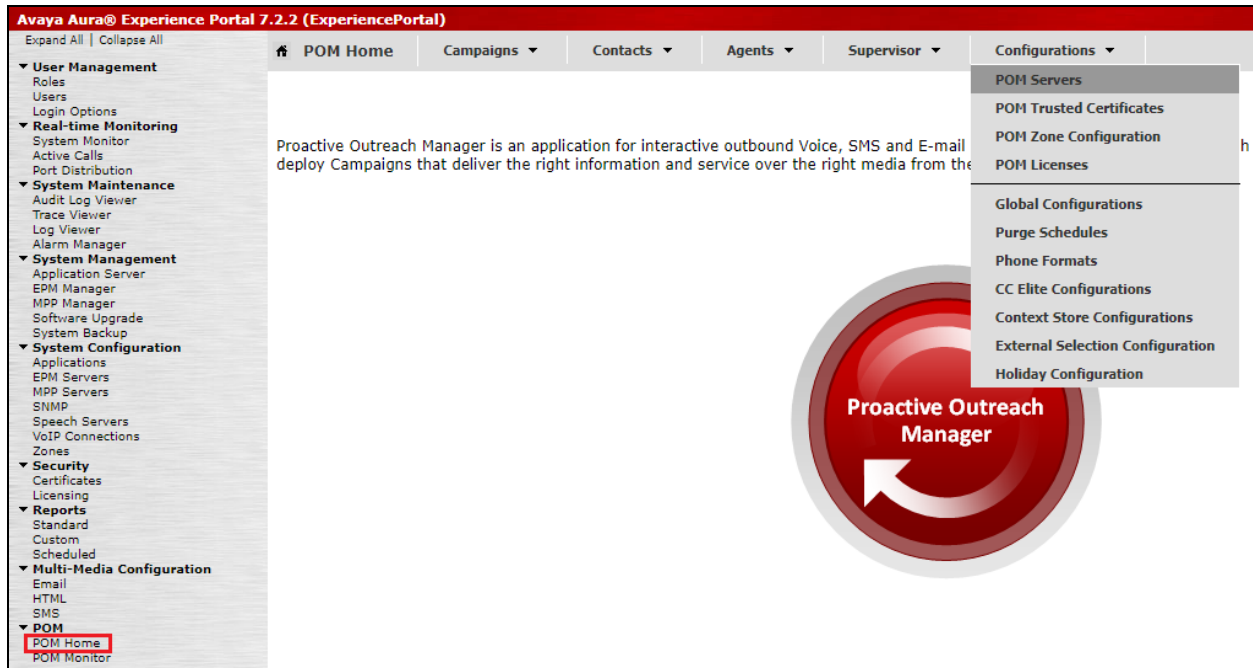 Avaya Aura® Experience Portal 7.2.2 (ExperiencePortal)
Expand All | Collapse All
▼ User Management
Roles
Users
Login Options
▼ Real-time Monitoring
System Monitor
Active Calls
Port Distribution
▼ System Maintenance
Audit Log Viewer
Trace Viewer
Log Viewer
Alarm Manager
▼ System Management
Application Server
EPM Manager
MPP Manager
Software Upgrade
System Backup
▼ System Configuration
Applications
EPM Servers
MPP Servers
SNMP
Speech Servers
VoIP Connections
Zones
▼ Security
Certificates
Licensing
▼ Reports
Standard
Custom
Scheduled
▼ Multi-Media Configuration
Email
HTML
SMS
▼ POM
POM Home
POM Monitor
POM Home Campaigns ▼ Contacts ▼ Agents ▼ Supervisor ▼ Configurations ▼
POM Servers
POM Trusted Certificates
POM Zone Configuration
POM Licenses
Global Configurations
Purge Schedules
Phone Formats
CC Elite Configurations
Context Store Configurations
External Selection Configuration
Holiday Configuration
Proactive Outreach Manager is an application for interactive outbound Voice, SMS and E-mail h
deploy Campaigns that deliver the right information and service over the right media from the
Proactive Outreach
Manager